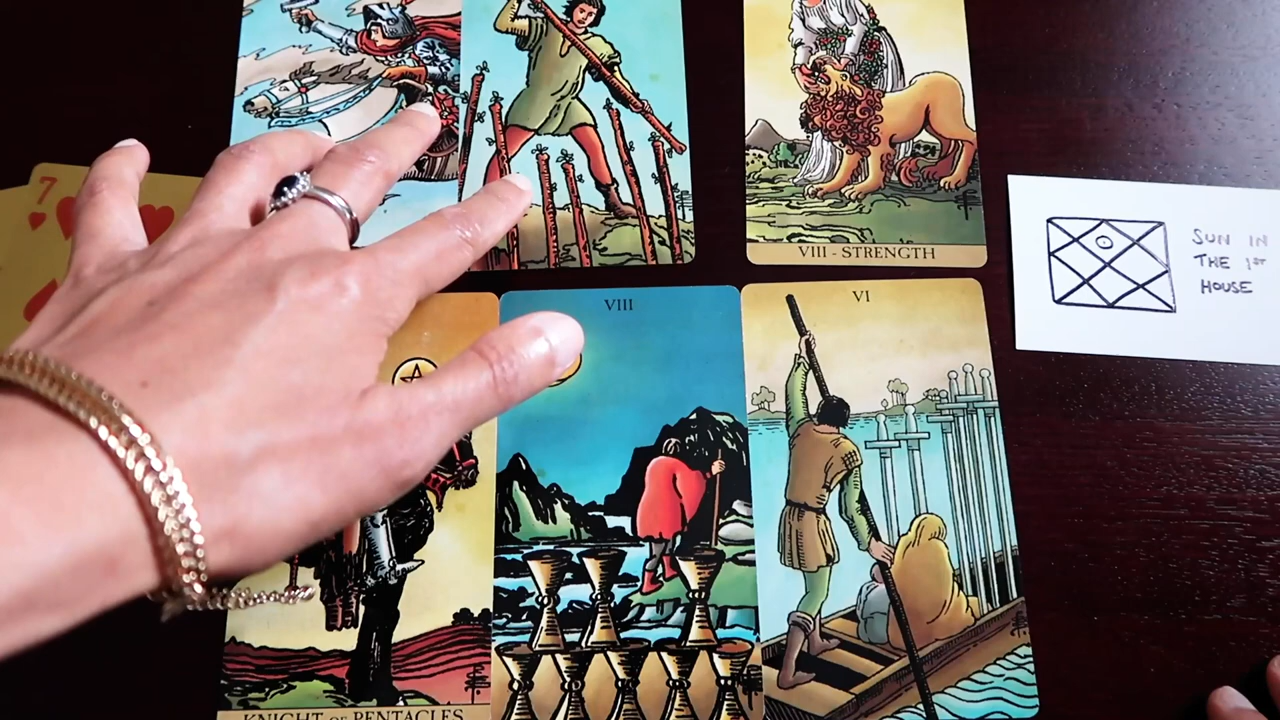 7
VIII - STRENGTH
SUN IN
THE 1ST
HOUSE
VIII
VI
KNIGHT OF PENTACLES